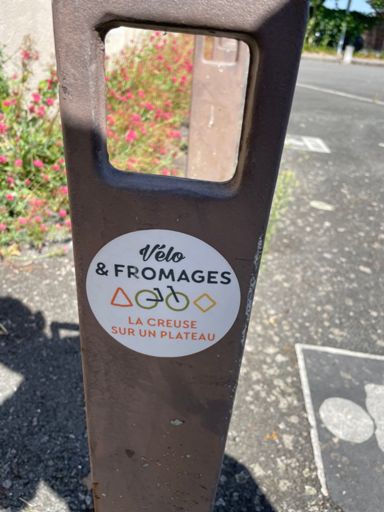 Vélo
& FROMAGES
LA CREUSE
SUR UN PLATEAU